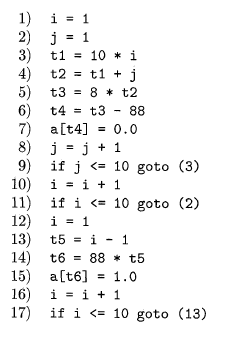 1) i = 1
2) j = 1
3) t1 = 10 * i
4) t2 = t1 + j
5) t3 = 8 * t2
6) t4 = t3 - 88
7) a[t4] = 0.0
8) j = j + 1
9) if j <= 10 goto (3)
10) i = i + 1
11) if i <= 10 goto (2)
12) i = 1
13) t5 = i - 1
14) t6 = 88 * t5
15) a[t6] = 1.0
16) i = i + 1
17) if i <= 10 goto (13)